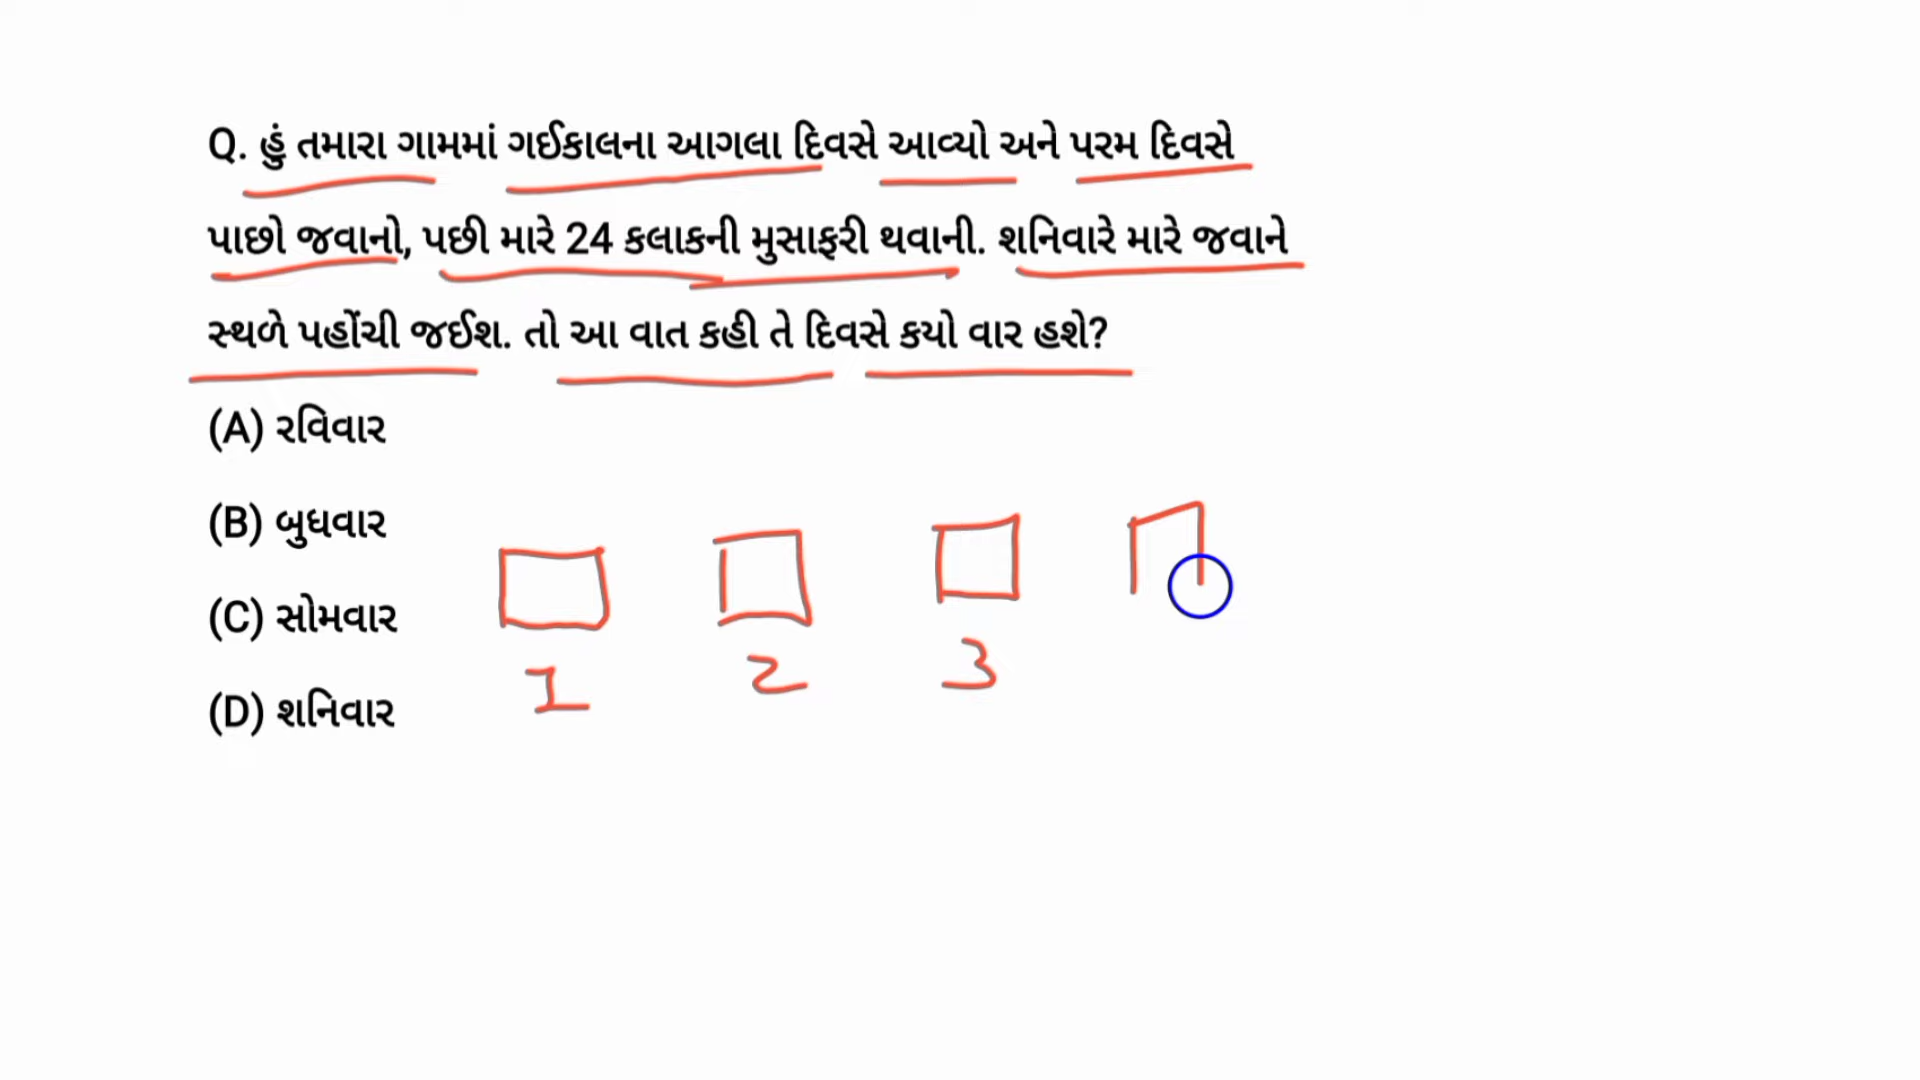 Q. હું તમારા ગામમાં ગઈકાલના આગલા દિવસે આવ્યો અને પરમ દિવસે
પાછો જવાનો, પછી મારે 24 કલાકની મુસાફરી થવાની. શનિવારે મારે જવાને
સ્થળે પહોંચી જઈશ. તો આ વાત કહી તે દિવસે કયો વાર હશે?
(A) રવિવાર
(B) બુધવાર
(C) સોમવાર
(D) શનિવાર
1 2 3